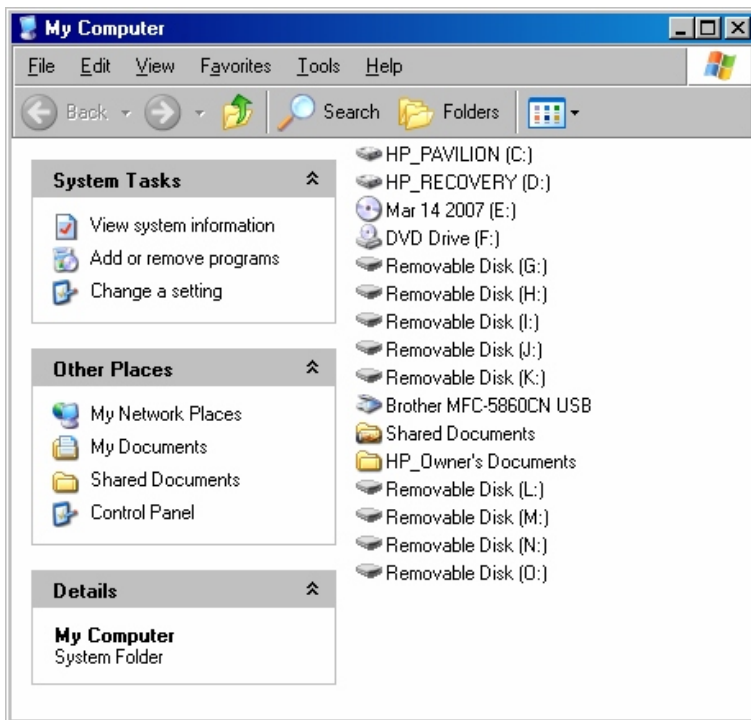 My Computer
File Edit View Favorites Tools Help
Back Search Folders
System Tasks
View system information
Add or remove programs
Change a setting
Other Places
My Network Places
My Documents
Shared Documents
Control Panel
Details
My Computer
System Folder
HP_PAVILION (C:)
HP_RECOVERY (D:)
Mar 14 2007 (E:)
DVD Drive (F:)
Removable Disk (G:)
Removable Disk (H:)
Removable Disk (I:)
Removable Disk (J:)
Removable Disk (K:)
Brother MFC-5860CN USB
Shared Documents
HP_Owner's Documents
Removable Disk (L:)
Removable Disk (M:)
Removable Disk (N:)
Removable Disk (O:)